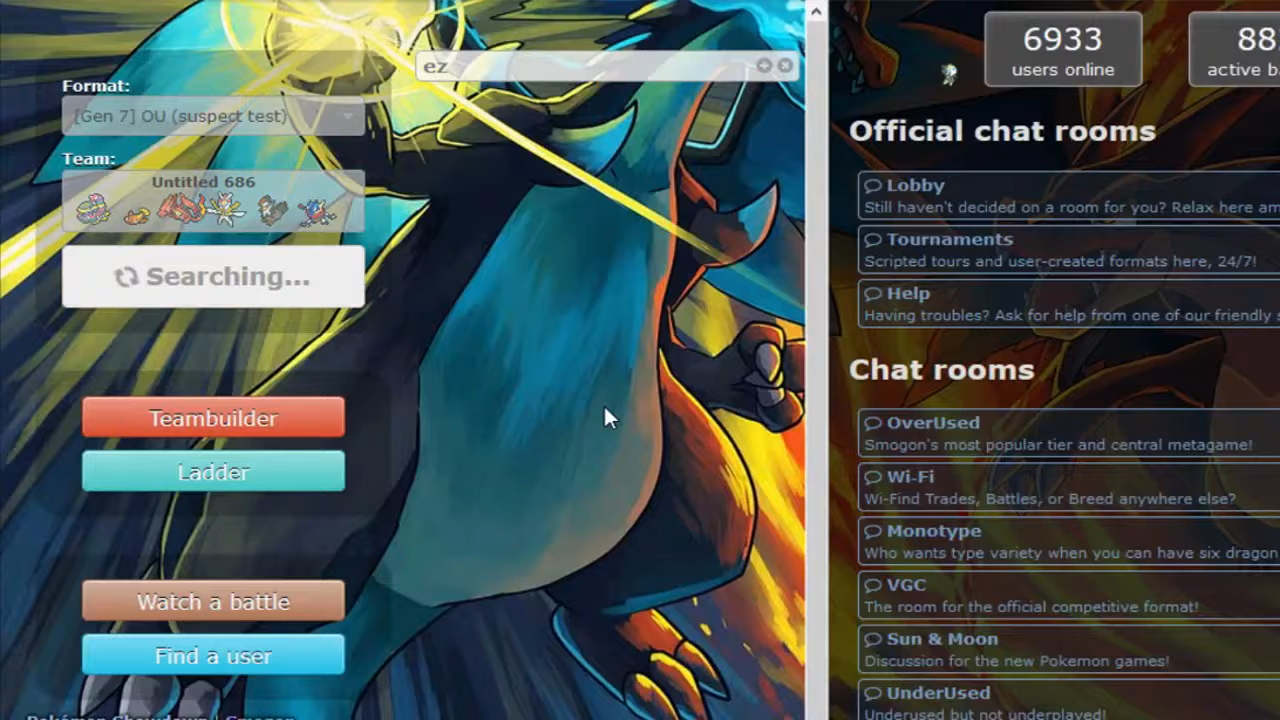 ez
Format:
[Gen 7] OU (suspect test)
Team:
Untitled 686
Searching...
Teambuilder
Ladder
Watch a battle
Find a user
Pokémon Showdown | Smogon
6933
users online
88
active b
Official chat rooms
Lobby
Still haven't decided on a room for you? Relax here am
Tournaments
Scripted tours and user-created formats here, 24/7!
Help
Having troubles? Ask for help from one of our friendly s
Chat rooms
OverUsed
Smogon's most popular tier and central metagame!
Wi-Fi
Wi-Find Trades, Battles, or Breed anywhere else?
Monotype
Who wants type variety when you can have six dragon
VGC
The room for the official competitive format!
Sun & Moon
Discussion for the new Pokemon games!
UnderUsed
Underused but not underplayed!